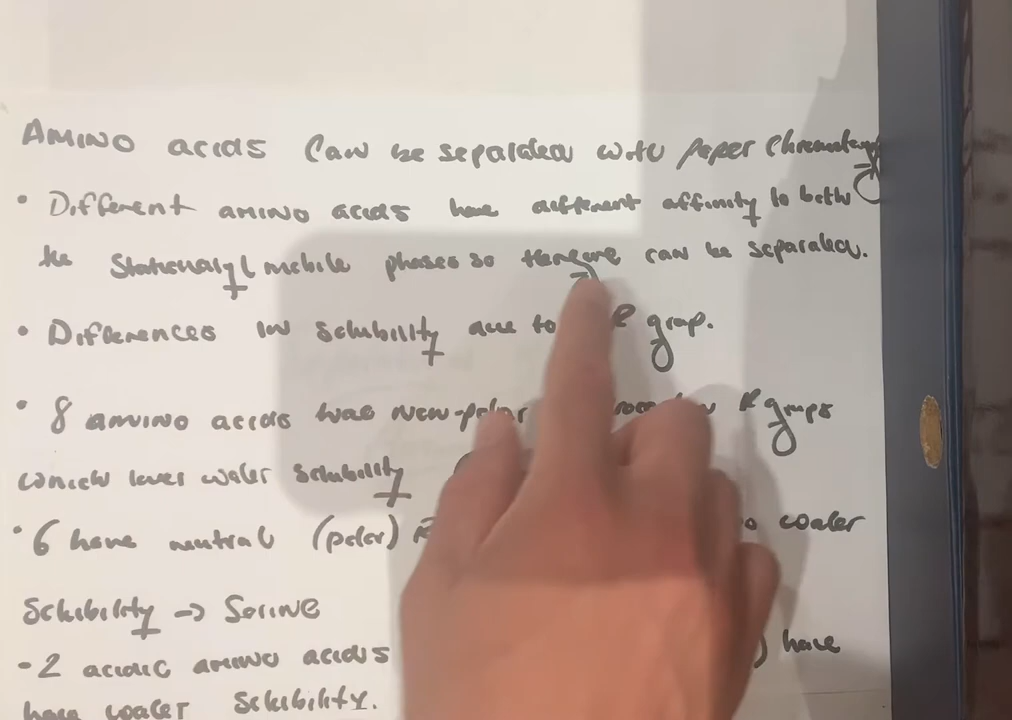 Amino acids can be separated with paper chromatography
• Different amino acids have different affinity to both
the stationary & mobile phases so therefore can be separated.
• Differences in solubility due to R group.
• 8 amino acids has non-polar R groups
which lower water solubility
• 6 have neutral (polar) water
solubility → Serine
- 2 acidic amino acids ) have
have water solubility.